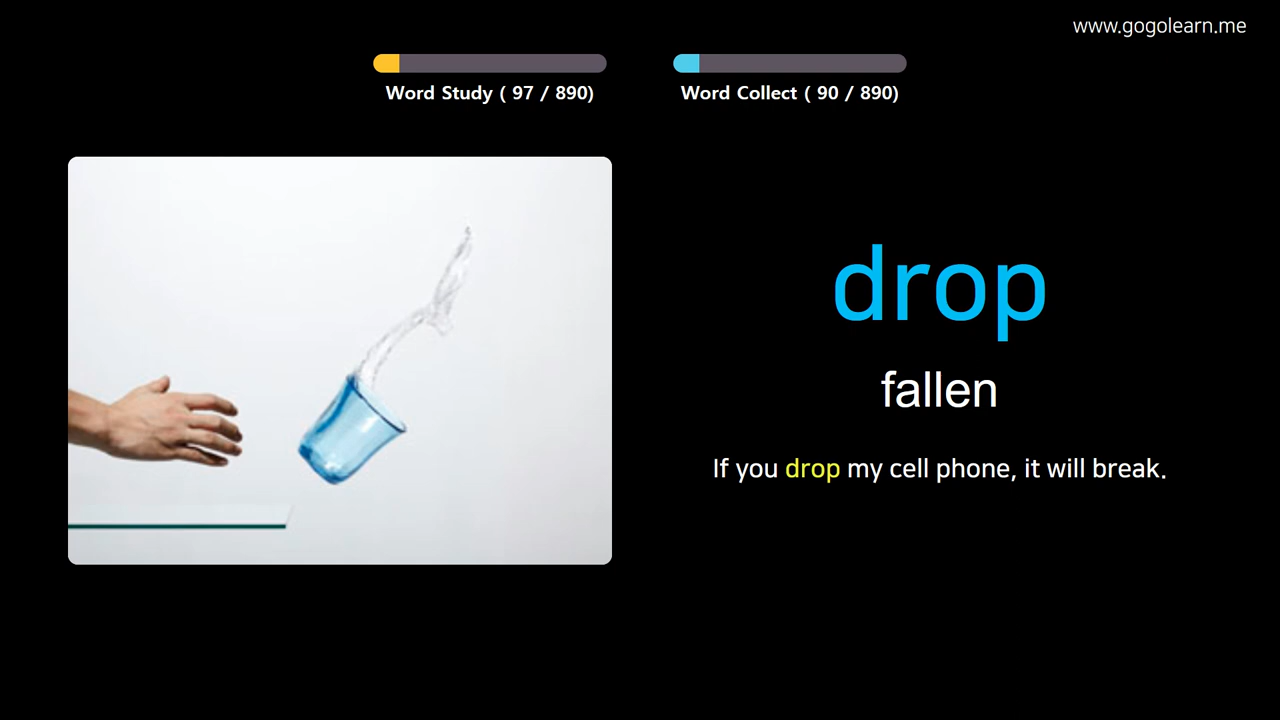 www.gogolearn.me
Word Study ( 97 / 890)
Word Collect ( 90 / 890)
drop
fallen
If you drop my cell phone, it will break.